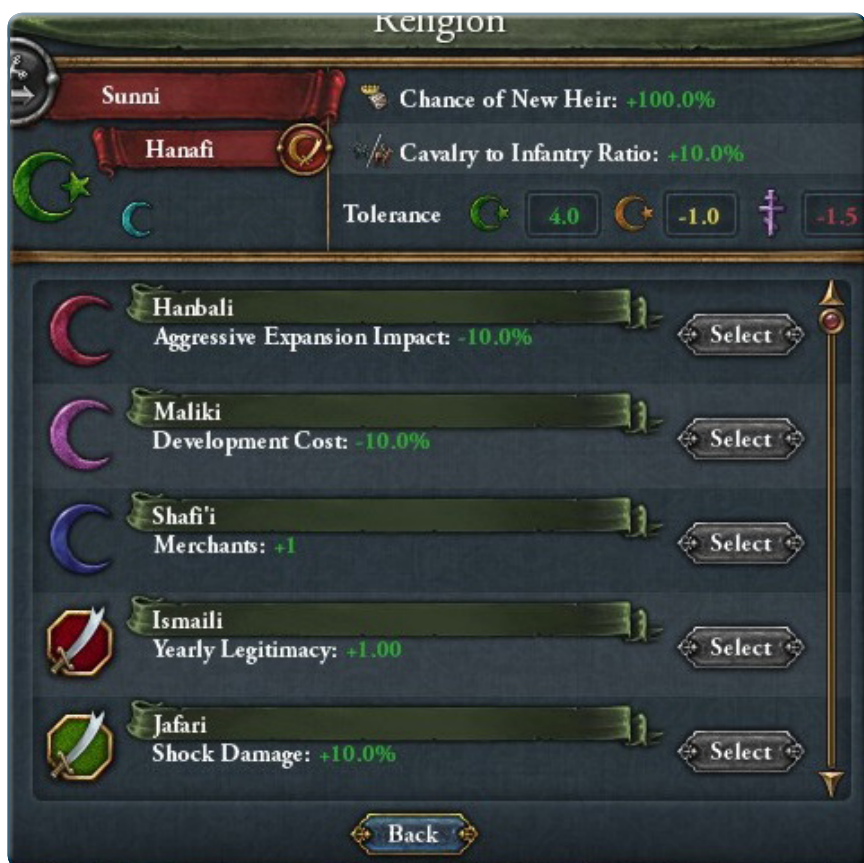 Religion
Sunni
Chance of New Heir: +100.0%
Hanafi
Cavalry to Infantry Ratio: +10.0%
Tolerance 4.0 -1.0 -1.5
Hanbali
Aggressive Expansion Impact: -10.0%
Select
Maliki
Development Cost: -10.0%
Select
Shafi'i
Merchants: +1
Select
Ismaili
Yearly Legitimacy: +1.00
Select
Jafari
Shock Damage: +10.0%
Select
Back